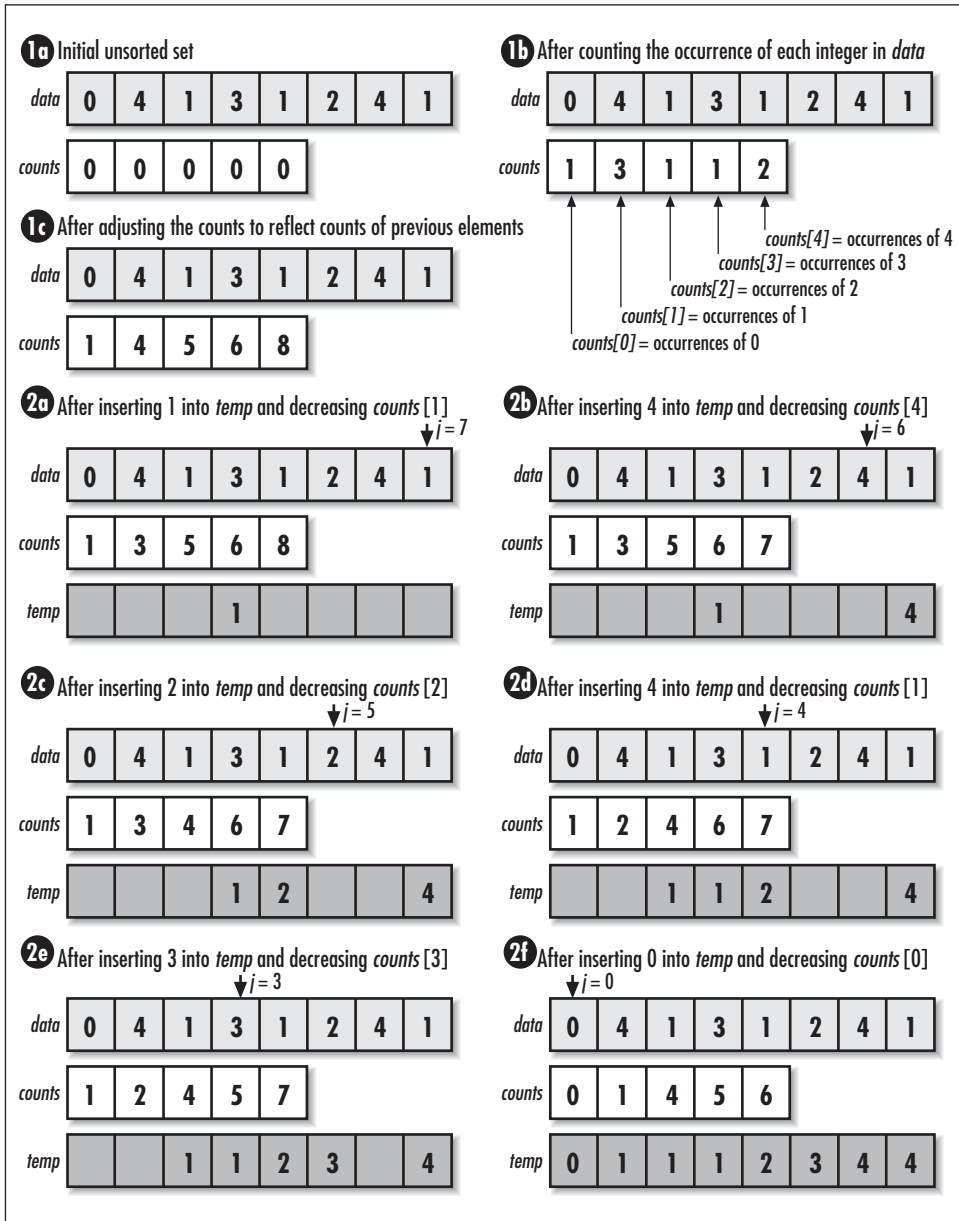 1a Initial unsorted set
data 0 4 1 3 1 2 4 1
counts 0 0 0 0 0
1b After counting the occurrence of each integer in data
data 0 4 1 3 1 2 4 1
counts 1 3 1 1 2
counts[4] = occurrences of 4
counts[3] = occurrences of 3
counts[2] = occurrences of 2
counts[1] = occurrences of 1
counts[0] = occurrences of 0
1c After adjusting the counts to reflect counts of previous elements
data 0 4 1 3 1 2 4 1
counts 1 4 5 6 8
2a After inserting 1 into temp and decreasing counts [1]
j = 7
data 0 4 1 3 1 2 4 1
counts 1 3 5 6 8
temp 1
2b After inserting 4 into temp and decreasing counts [4]
j = 6
data 0 4 1 3 1 2 4 1
counts 1 3 5 6 7
temp 1 4
2c After inserting 2 into temp and decreasing counts [2]
j = 5
data 0 4 1 3 1 2 4 1
counts 1 3 4 6 7
temp 1 2 4
2d After inserting 4 into temp and decreasing counts [1]
j = 4
data 0 4 1 3 1 2 4 1
counts 1 2 4 6 7
temp 1 1 2 4
2e After inserting 3 into temp and decreasing counts [3]
j = 3
data 0 4 1 3 1 2 4 1
counts 1 2 4 5 7
temp 1 1 2 3 4
2f After inserting 0 into temp and decreasing counts [0]
j = 0
data 0 4 1 3 1 2 4 1
counts 0 1 4 5 6
temp 0 1 1 1 2 3 4 4